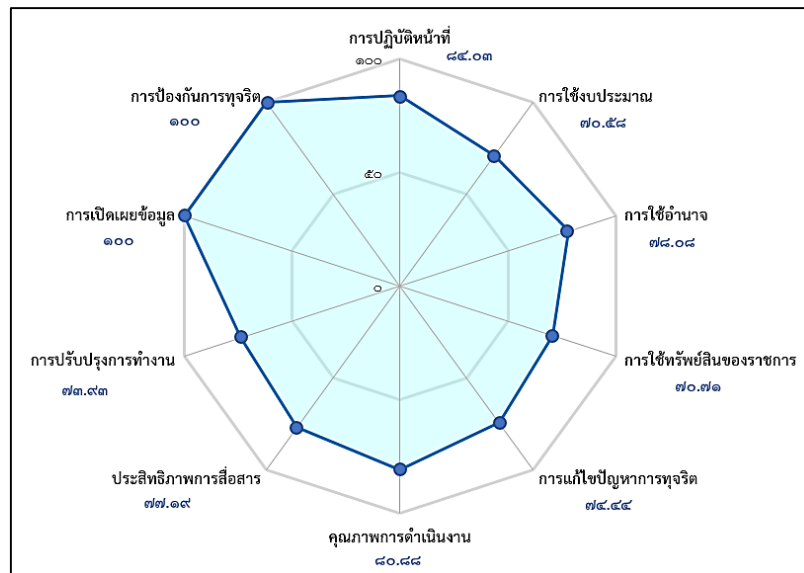 การปฏิบัติหน้าที่
๘๔.๐๓
๑๐๐
การป้องกันการทุจริต
๑๐๐
การใช้งบประมาณ
๗๐.๕๘
๕๐
การเปิดเผยข้อมูล
๑๐๐
การใช้อำนาจ
๗๘.๐๘
๐
การปรับปรุงการทำงาน
๗๓.๙๓
การใช้ทรัพย์สินของราชการ
๗๐.๗๑
ประสิทธิภาพการสื่อสาร
๗๗.๑๙
การแก้ไขปัญหาการทุจริต
๗๔.๔๔
คุณภาพการดำเนินงาน
๘๐.๘๘